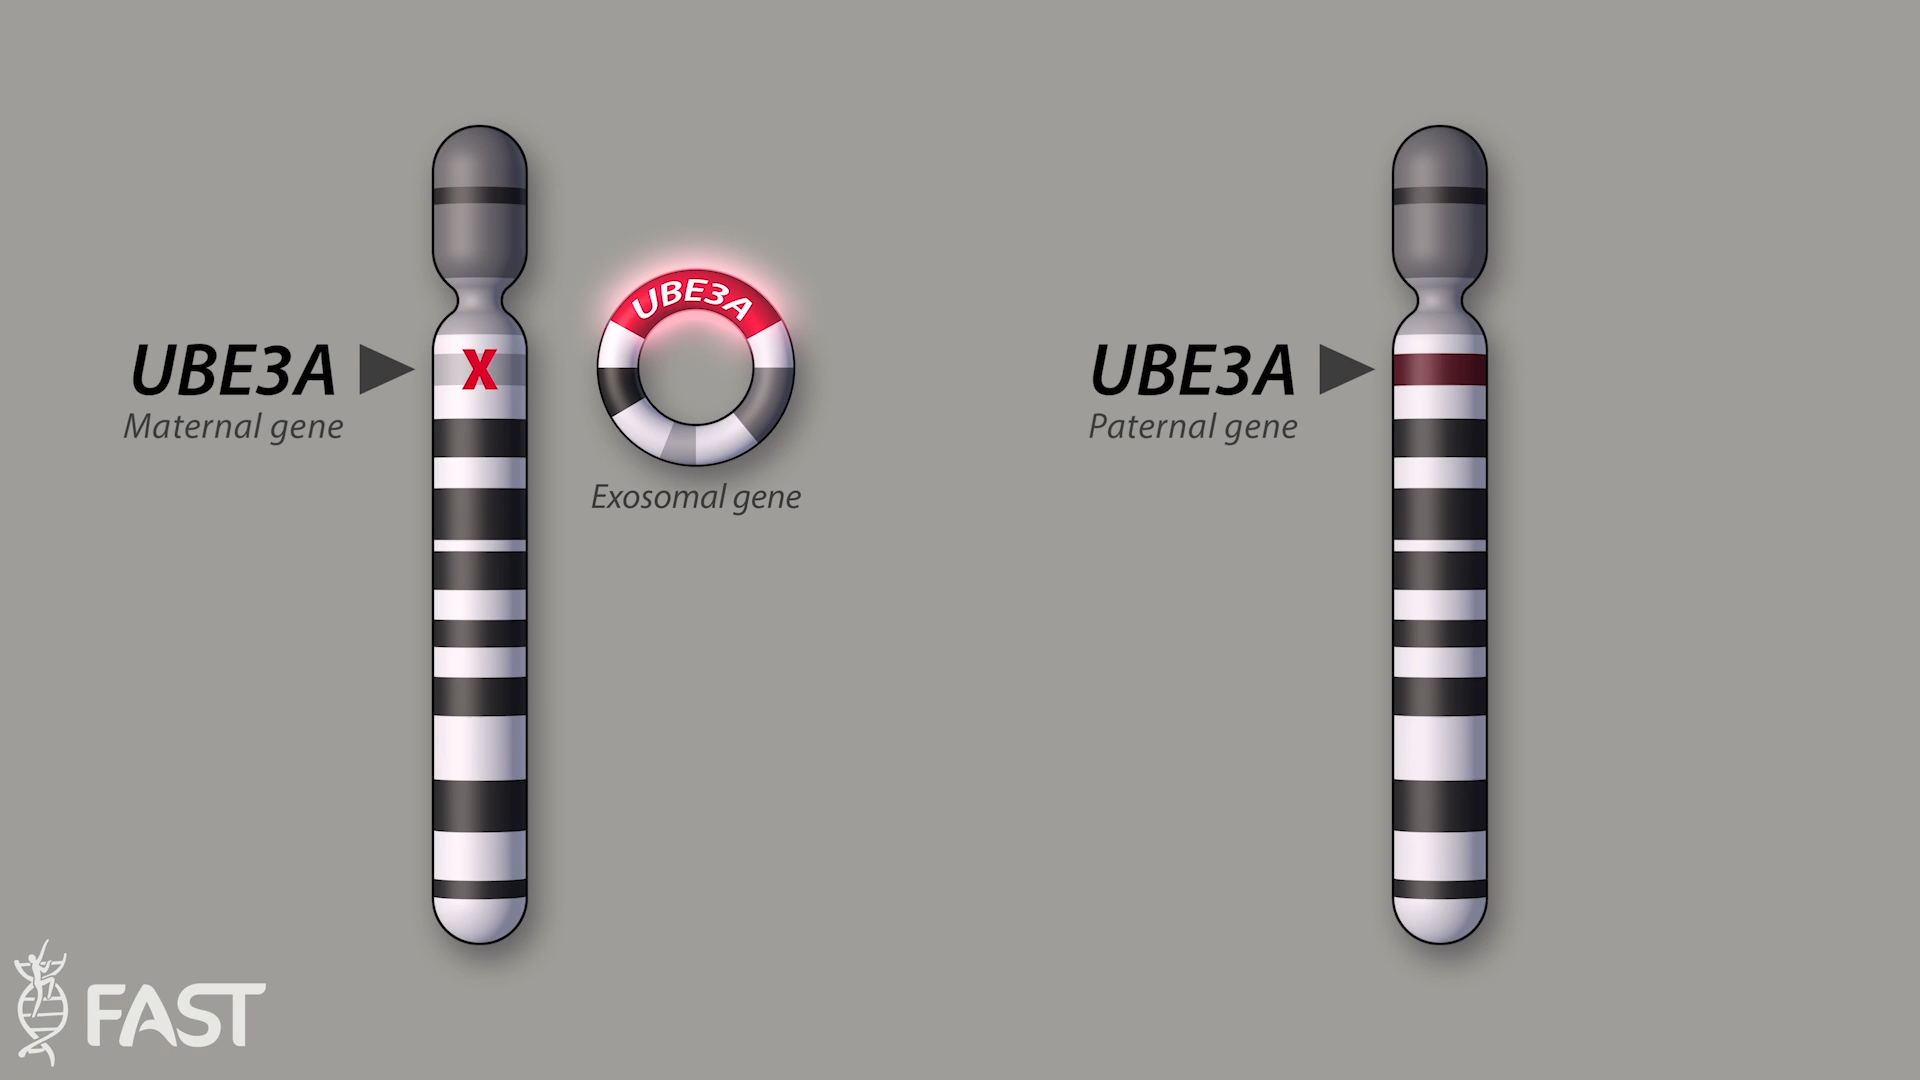 UBE3A
Maternal gene
X
UBE3A
Exosomal gene
UBE3A
Paternal gene
FAST